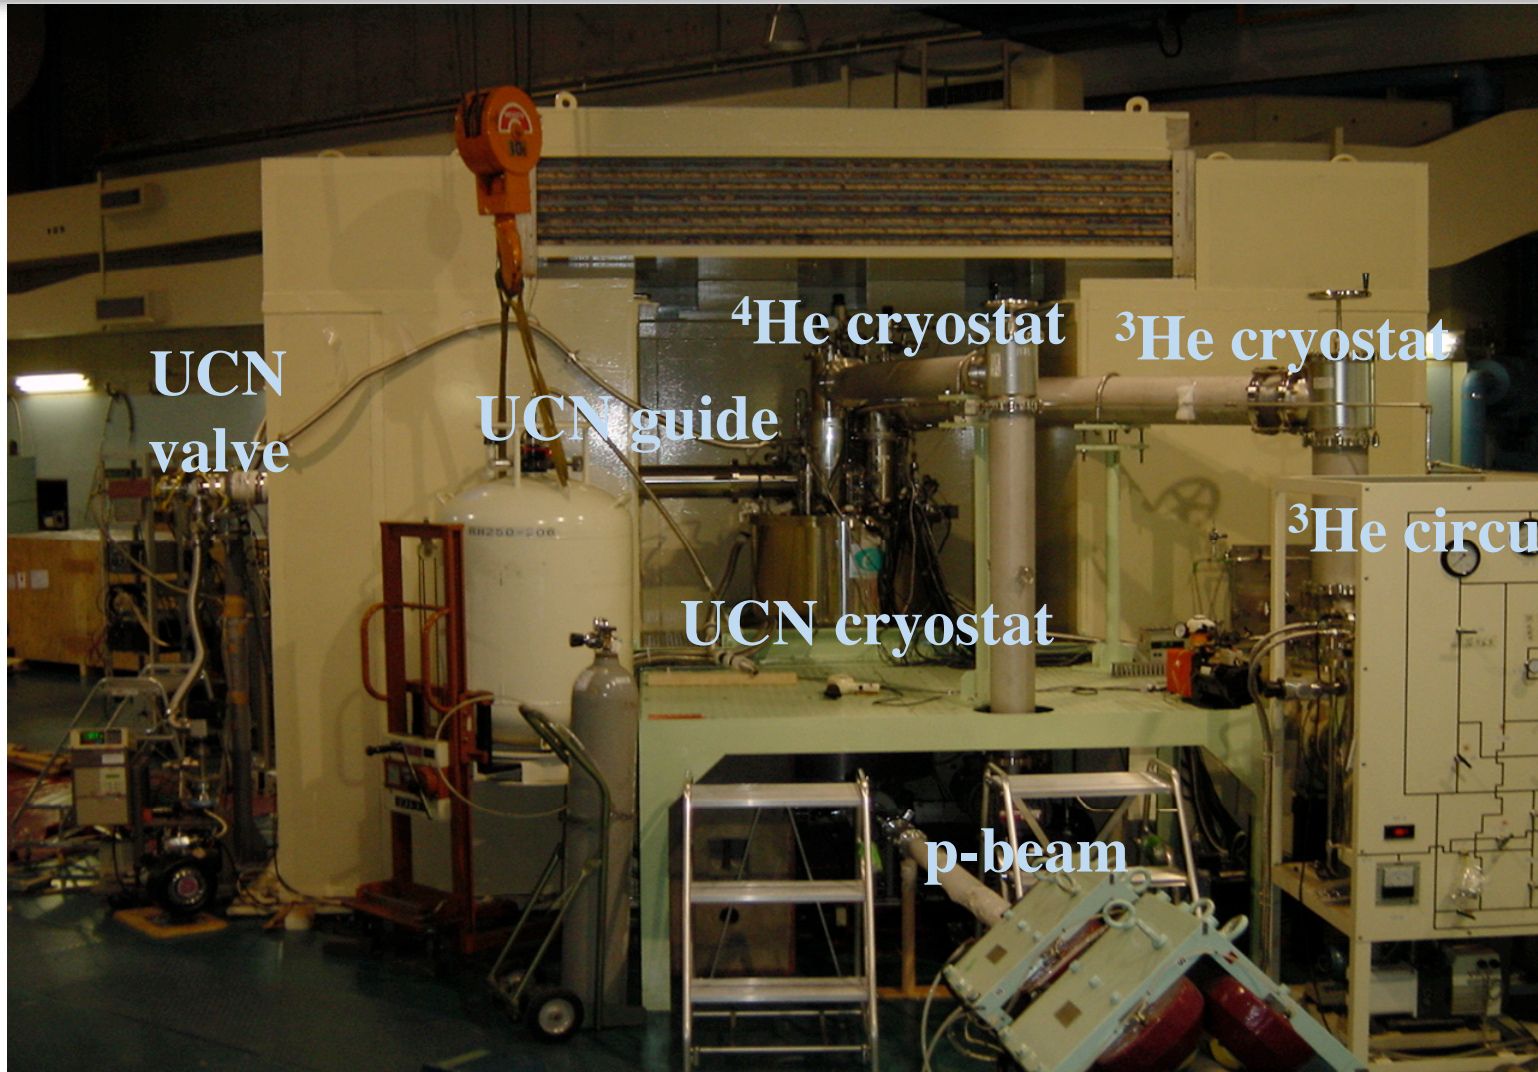 ⁴He cryostat
³He cryostat
UCN
valve
UCN guide
³He circu
UCN cryostat
p-beam